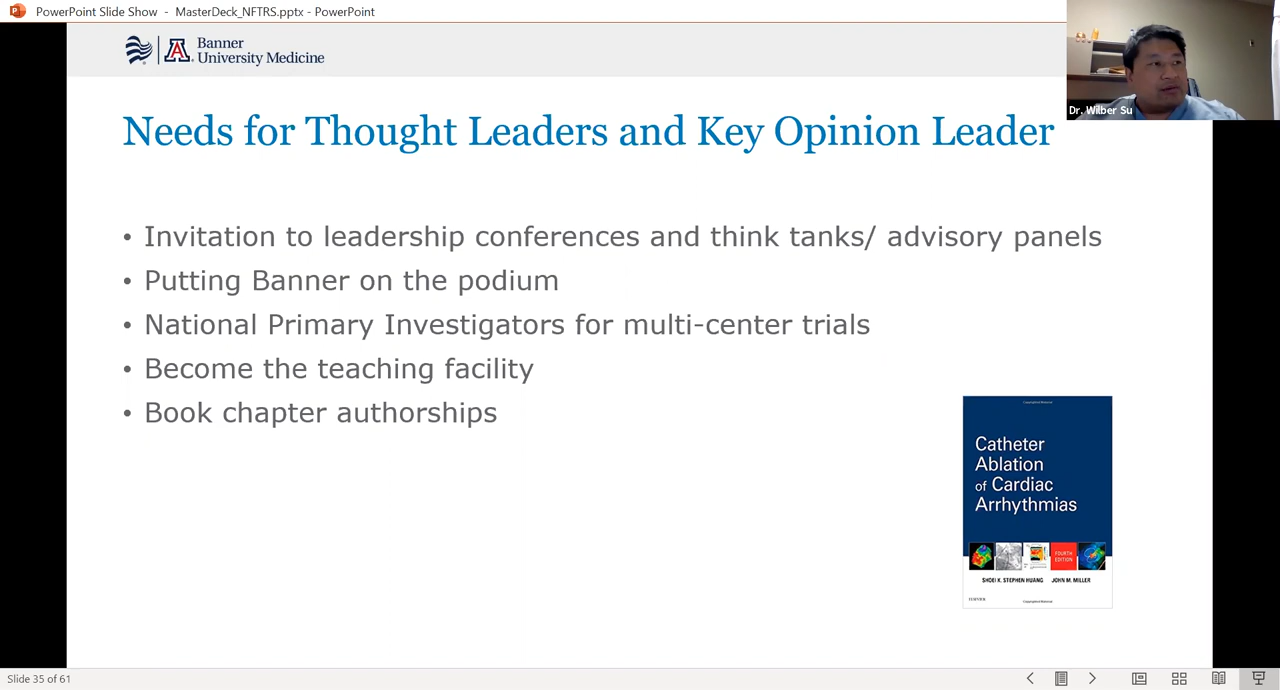 PowerPoint Slide Show - MasterDeck_NFTRS.pptx - PowerPoint
Banner
University Medicine
Dr. Wilber Su
Needs for Thought Leaders and Key Opinion Leader
• Invitation to leadership conferences and think tanks/ advisory panels
• Putting Banner on the podium
• National Primary Investigators for multi-center trials
• Become the teaching facility
• Book chapter authorships
Catheter
Ablation
of Cardiac
Arrhythmias
FOURTH
EDITION
SHOEI K. STEPHEN HUANG JOHN M. MILLER
ELSEVIER
Copyrighted Material
Slide 35 of 61